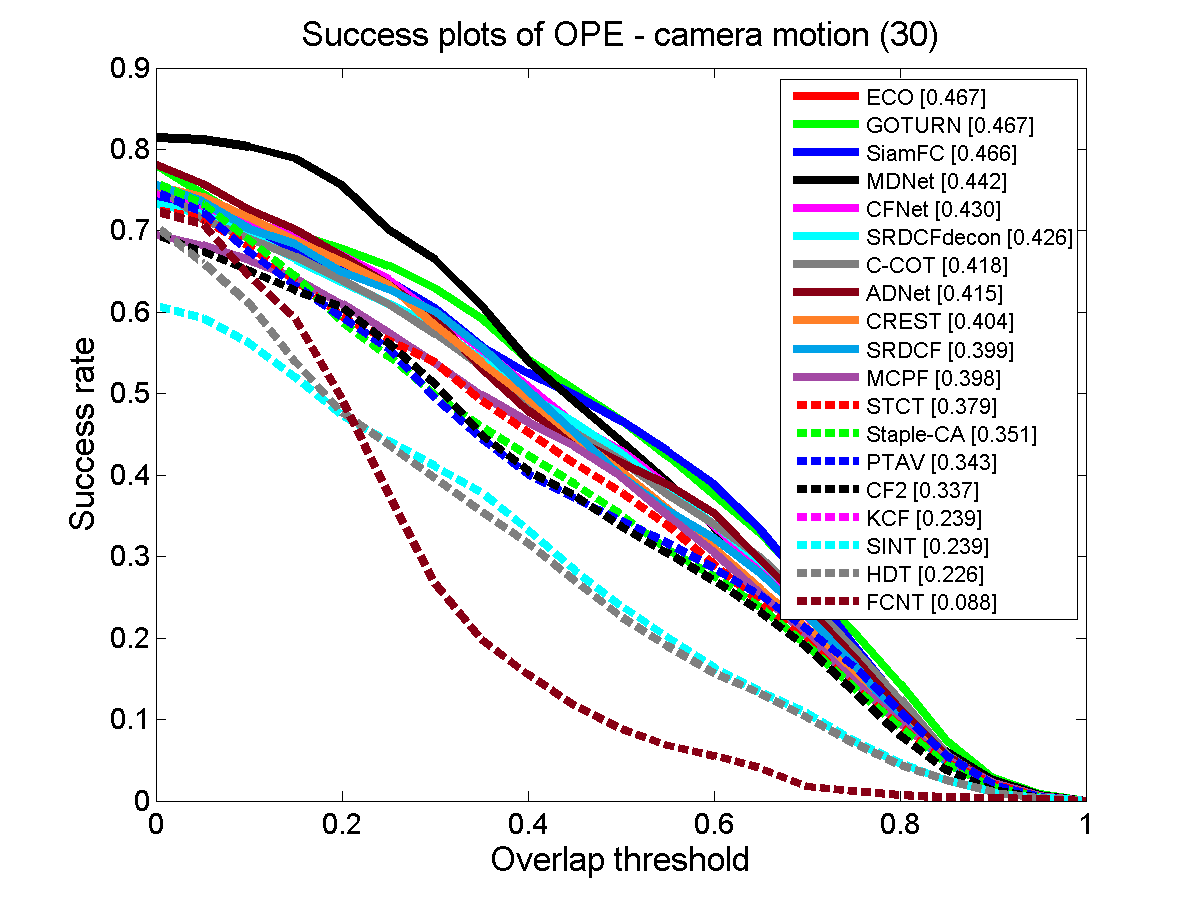 Success plots of OPE - camera motion (30)
0.9
0.8
0.7
0.6
0.5
0.4
0.3
0.2
0.1
0
Success rate
ECO [0.467]
GOTURN [0.467]
SiamFC [0.466]
MDNet [0.442]
CFNet [0.430]
SRDCFdecon [0.426]
C-COT [0.418]
ADNet [0.415]
CREST [0.404]
SRDCF [0.399]
MCPF [0.398]
STCT [0.379]
Staple-CA [0.351]
PTAV [0.343]
CF2 [0.337]
KCF [0.239]
SINT [0.239]
HDT [0.226]
FCNT [0.088]
0 0.2 0.4 0.6 0.8 1
Overlap threshold